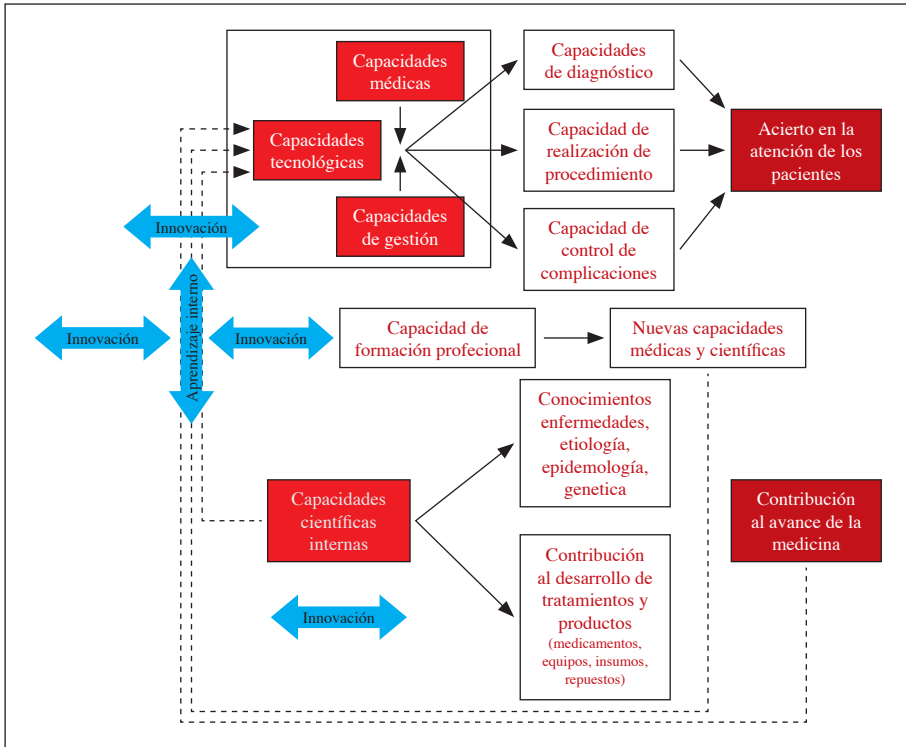 Capacidades
médicas
Capacidades
tecnológicas
Capacidades
de gestión
Capacidades
de diagnóstico
Capacidad de
realización de
procedimiento
Capacidad de
control de
complicaciones
Acierto en la
atención de los
pacientes
Innovación
Innovación
Aprendizaje interno
Innovación
Capacidad de
formación profecional
Nuevas capacidades
médicas y científicas
Capacidades
científicas
internas
Conocimientos
enfermedades,
etiología,
epidemología,
genetica
Contribución
al avance de la
medicina
Innovación
Contribución
al desarrollo de
tratamientos y
productos
(medicamentos,
equipos, insumos,
repuestos)